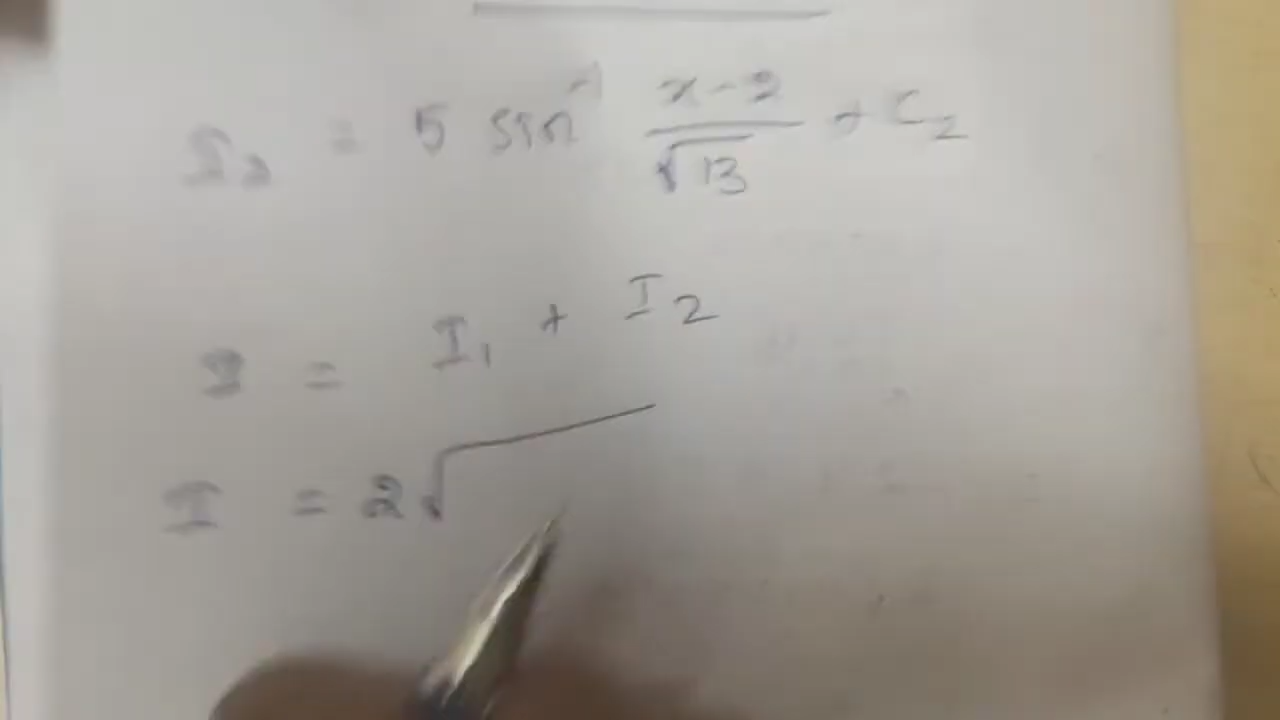 I₂ = 5 sin⁻¹ (x-2)/√13 + C₂
I = I₁ + I₂
I = 2√